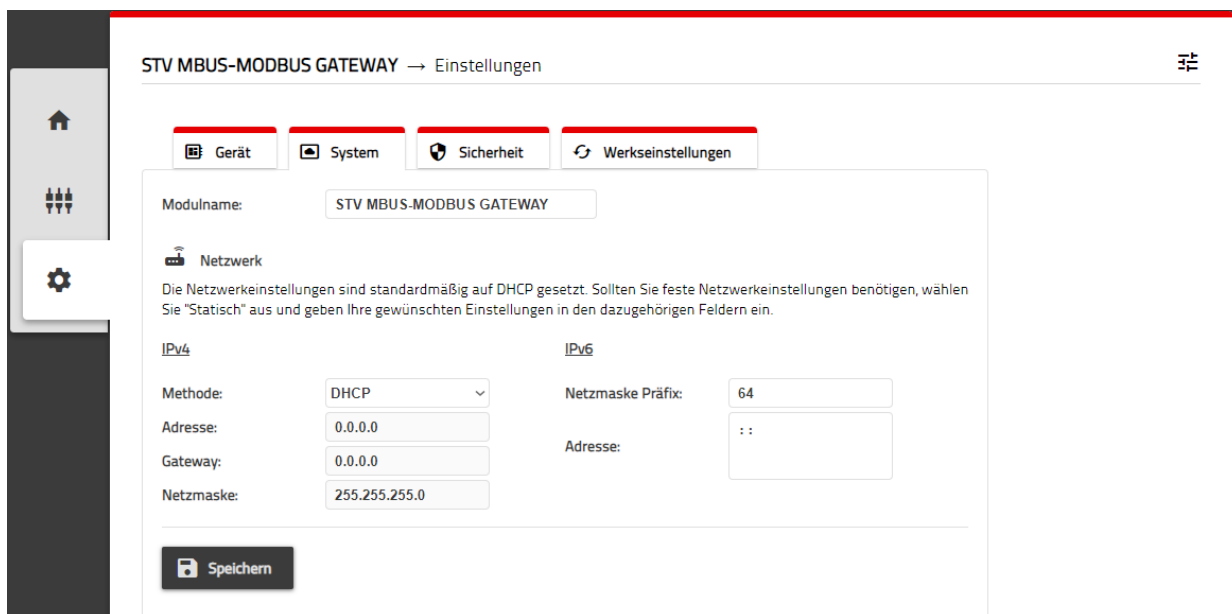 STV MBUS-MODBUS GATEWAY → Einstellungen
Gerät
System
Sicherheit
Werkseinstellungen
Modulname:
STV MBUS-MODBUS GATEWAY
Netzwerk
Die Netzwerkeinstellungen sind standardmäßig auf DHCP gesetzt. Sollten Sie feste Netzwerkeinstellungen benötigen, wählen
Sie "Statisch" aus und geben Ihre gewünschten Einstellungen in den dazugehörigen Feldern ein.
IPv4
Methode:
DHCP
Adresse:
0.0.0.0
Gateway:
0.0.0.0
Netzmaske:
255.255.255.0
IPv6
Netzmaske Präfix:
64
Adresse:
::
Speichern